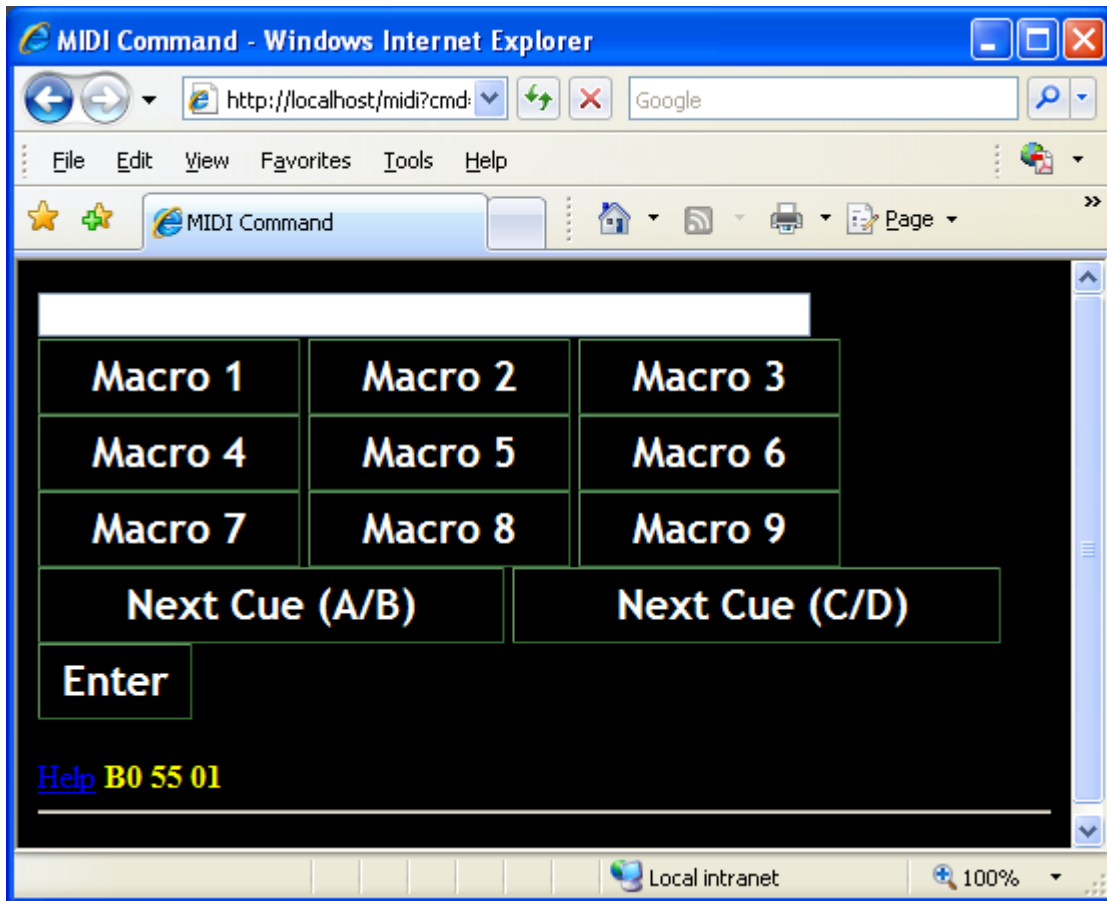 MIDI Command - Windows Internet Explorer
http://localhost/midi?cmd: Google
File Edit View Favorites Tools Help
MIDI Command Page »
Macro 1 Macro 2 Macro 3
Macro 4 Macro 5 Macro 6
Macro 7 Macro 8 Macro 9
Next Cue (A/B) Next Cue (C/D)
Enter
Help B0 55 01
Local intranet 100%